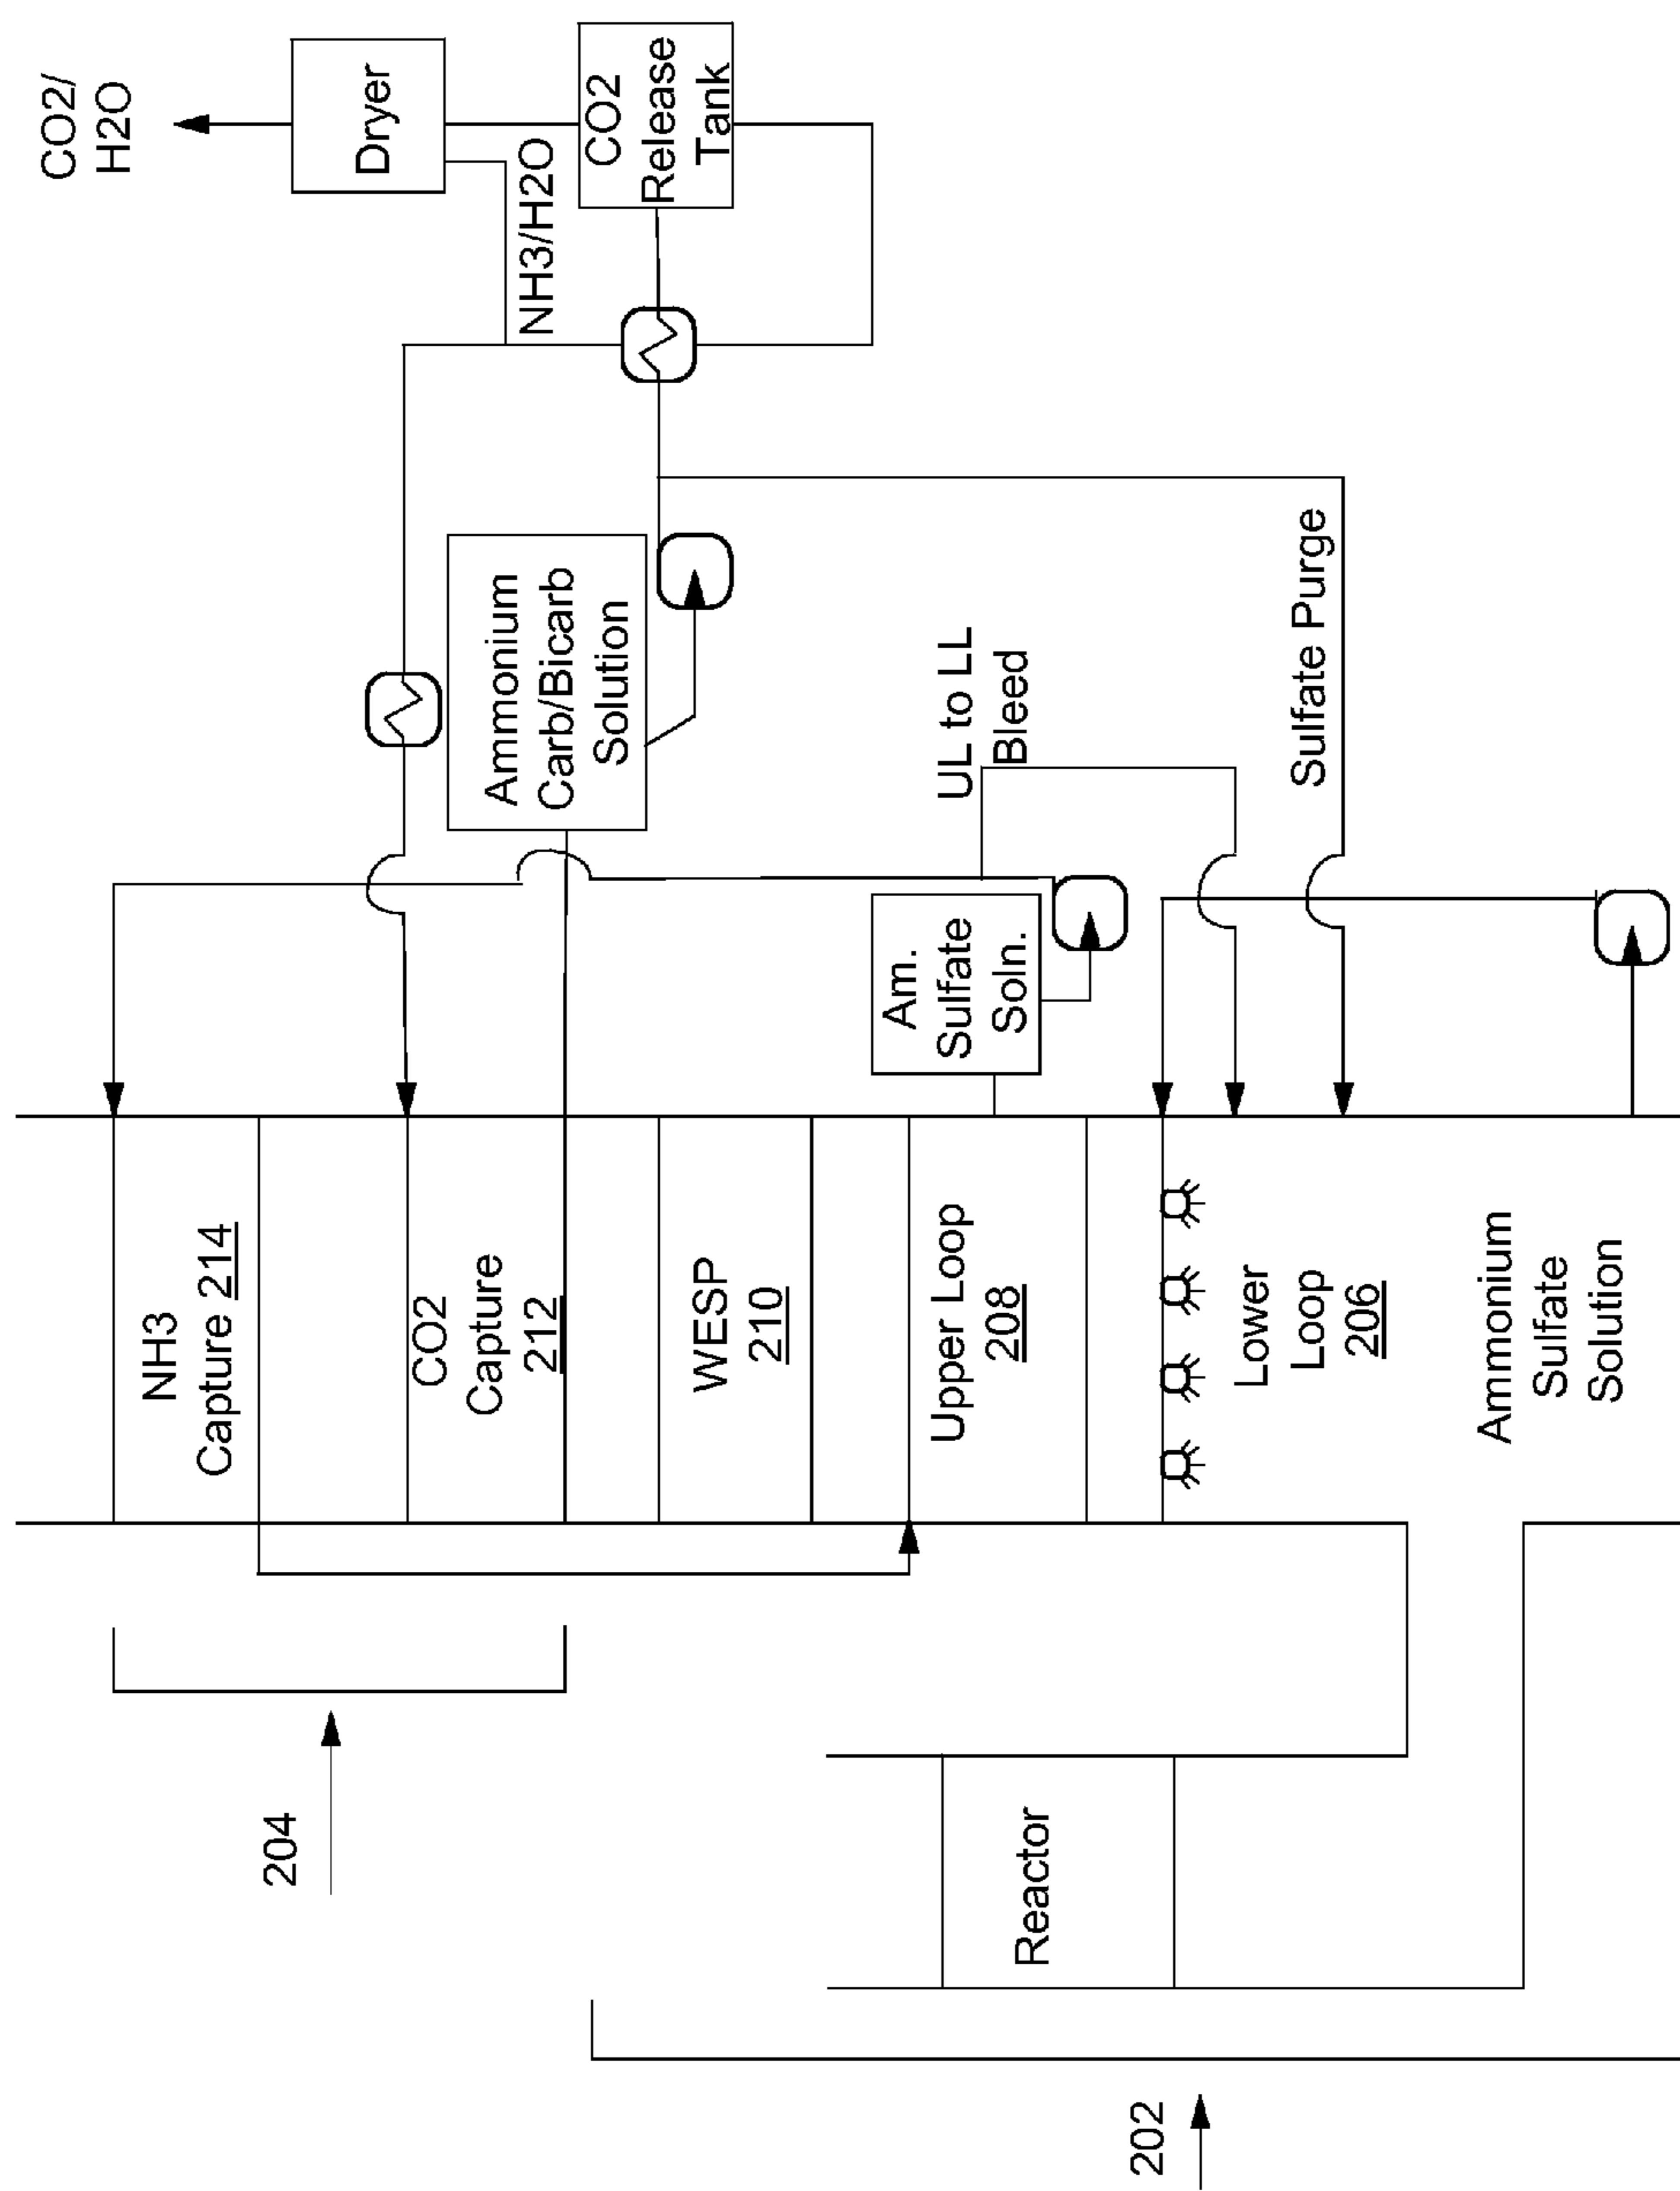 CO2/
H2O
Dryer
CO2
Release
Tank
NH3/H2O
Ammonium
Carb/Bicarb
Solution
UL to LL
Bleed
Sulfate Purge
Am.
Sulfate
Soln.
NH3
Capture 214
CO2
Capture
212
WESP
210
Upper Loop
208
Lower
Loop
206
Ammonium
Sulfate
Solution
204
Reactor
202